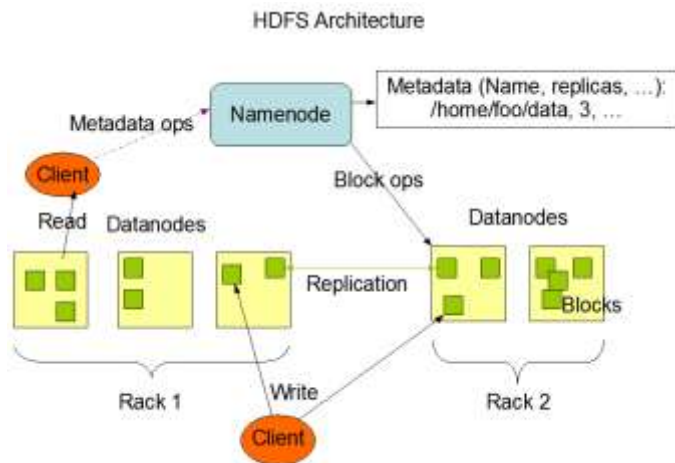 HDFS Architecture
Metadata (Name, replicas, …):
/home/foo/data, 3, …
Namenode
Metadata ops
Client
Block ops
Read
Datanodes
Datanodes
Replication
Blocks
Write
Rack 1
Rack 2
Client